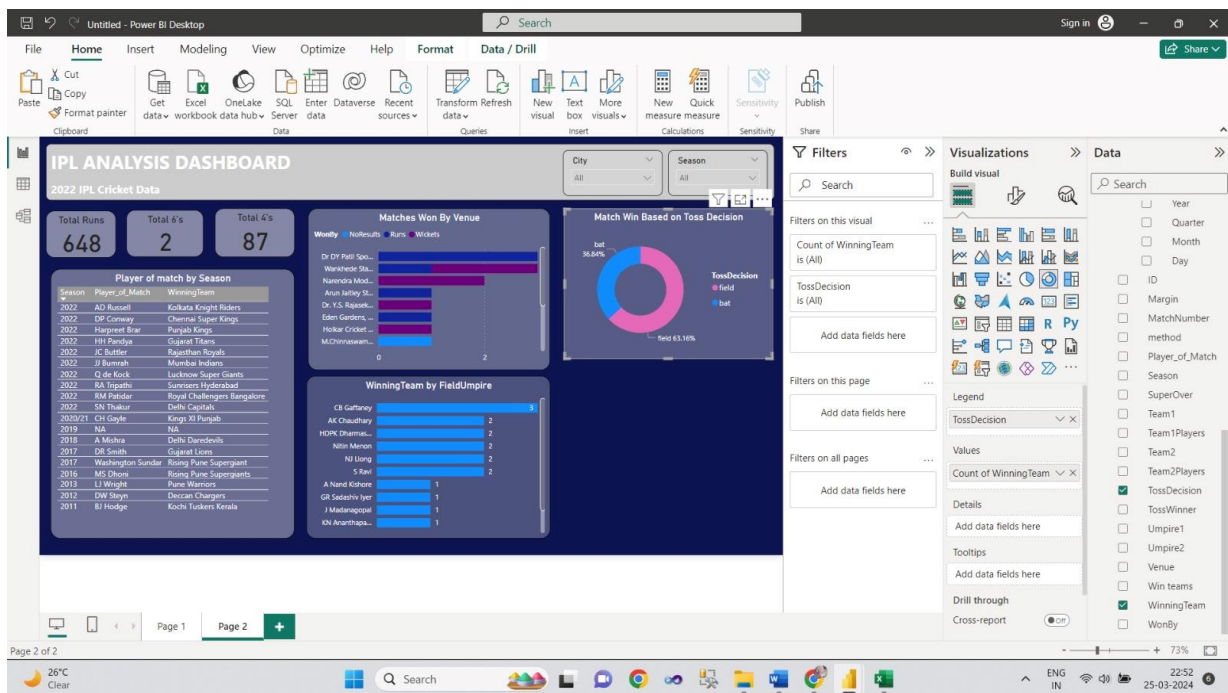 Untitled - Power BI Desktop
Search
Sign in
File Home Insert Modeling View Optimize Help Format Data / Drill
Share
Paste
Cut
Copy
Format painter
Clipboard
Get data
Excel workbook
OneLake data hub
SQL Server
Enter data
Dataverse
Recent sources
Data
Transform data
Refresh
Queries
New visual
Text box
More visuals
Insert
New measure
Quick measure
Calculations
Sensitivity
Sensitivity
Publish
Share
IPL ANALYSIS DASHBOARD
2022 IPL Cricket Data
City
All
Season
All
Total Runs
648
Total 6's
2
Total 4's
87
Player of match by Season
Season Player_of_Match WinningTeam
2022 AD Russell Kolkata Knight Riders
2022 DP Conway Chennai Super Kings
2022 Harpreet Brar Punjab Kings
2022 HH Pandya Gujarat Titans
2022 JC Buttler Rajasthan Royals
2022 JJ Bumrah Mumbai Indians
2022 Q de Kock Lucknow Super Giants
2022 RA Tripathi Sunrisers Hyderabad
2022 RM Patidar Royal Challengers Bangalore
2022 SN Thakur Delhi Capitals
2020/21 CH Gayle Kings XI Punjab
2019 NA NA
2018 A Mishra Delhi Daredevils
2017 DR Smith Gujarat Lions
2017 Washington Sundar Rising Pune Supergiant
2016 MS Dhoni Rising Pune Supergiants
2013 LJ Wright Pune Warriors
2012 DW Steyn Deccan Chargers
2011 BJ Hodge Kochi Tuskers Kerala
Matches Won By Venue
WonBy NoResults Runs Wickets
Dr DY Patil Spo...
Wankhede Sta...
Narendra Mod...
Arun Jaitley St...
Dr. Y.S. Rajasek...
Eden Gardens, ...
Holkar Cricket ...
M.Chinnaswam...
0 2
WinningTeam by FieldUmpire
CB Gaffaney 3
AK Chaudhary 2
HDPK Dharmas... 2
Nitin Menon 2
NJ Llong 2
S Ravi 2
A Nand Kishore 1
GR Sadashiv Iyer 1
J Madanagopal 1
KN Ananthapa... 1
Match Win Based on Toss Decision
bat
36.84%
field 63.16%
TossDecision
field
bat
Filters
Search
Filters on this visual
Count of WinningTeam
is (All)
TossDecision
is (All)
Add data fields here
Filters on this page
Add data fields here
Filters on all pages
Add data fields here
Visualizations
Build visual
R Py
Legend
TossDecision
Values
Count of WinningTeam
Details
Add data fields here
Tooltips
Add data fields here
Drill through
Cross-report
Off
Data
Search
Year
Quarter
Month
Day
ID
Margin
MatchNumber
method
Player_of_Match
Season
SuperOver
Team1
Team1Players
Team2
Team2Players
TossDecision
TossWinner
Umpire1
Umpire2
Venue
Win teams
WinningTeam
WonBy
Page 1
Page 2
Page 2 of 2
73%
26°C
Clear
Search
ENG
IN
22:52
25-03-2024
6